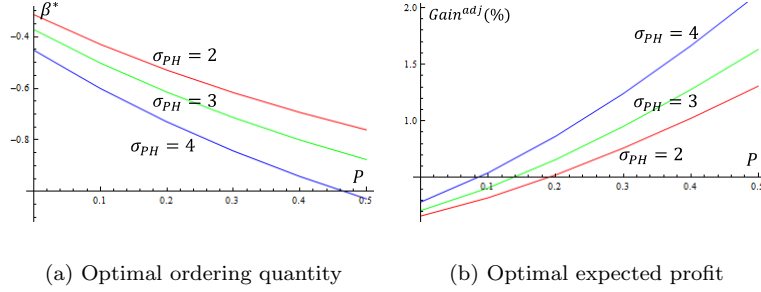 β*
-0.4
-0.6
-0.8
σ_PH = 2
σ_PH = 3
σ_PH = 4
P
0.1 0.2 0.3 0.4 0.5
(a) Optimal ordering quantity
Gain^adj(%)
2.0
1.5
1.0
σ_PH = 4
σ_PH = 3
σ_PH = 2
P
0.1 0.2 0.3 0.4 0.5
(b) Optimal expected profit